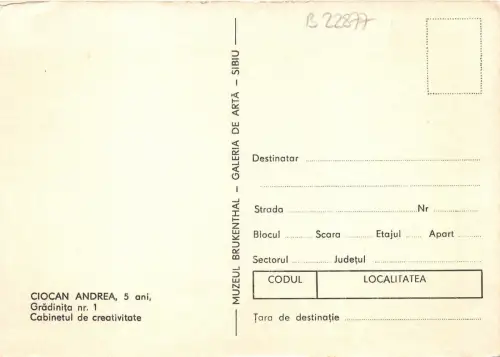 B 22877
MUZEUL BRUKENTHAL – GALERIA DE ARTĂ – SIBIU
Destinatar
Strada Nr
Blocul Scara Etajul Apart
Sectorul Județul
CODUL LOCALITATEA
Țara de destinație
CIOCAN ANDREA, 5 ani,
Grădinița nr. 1
Cabinetul de creativitate